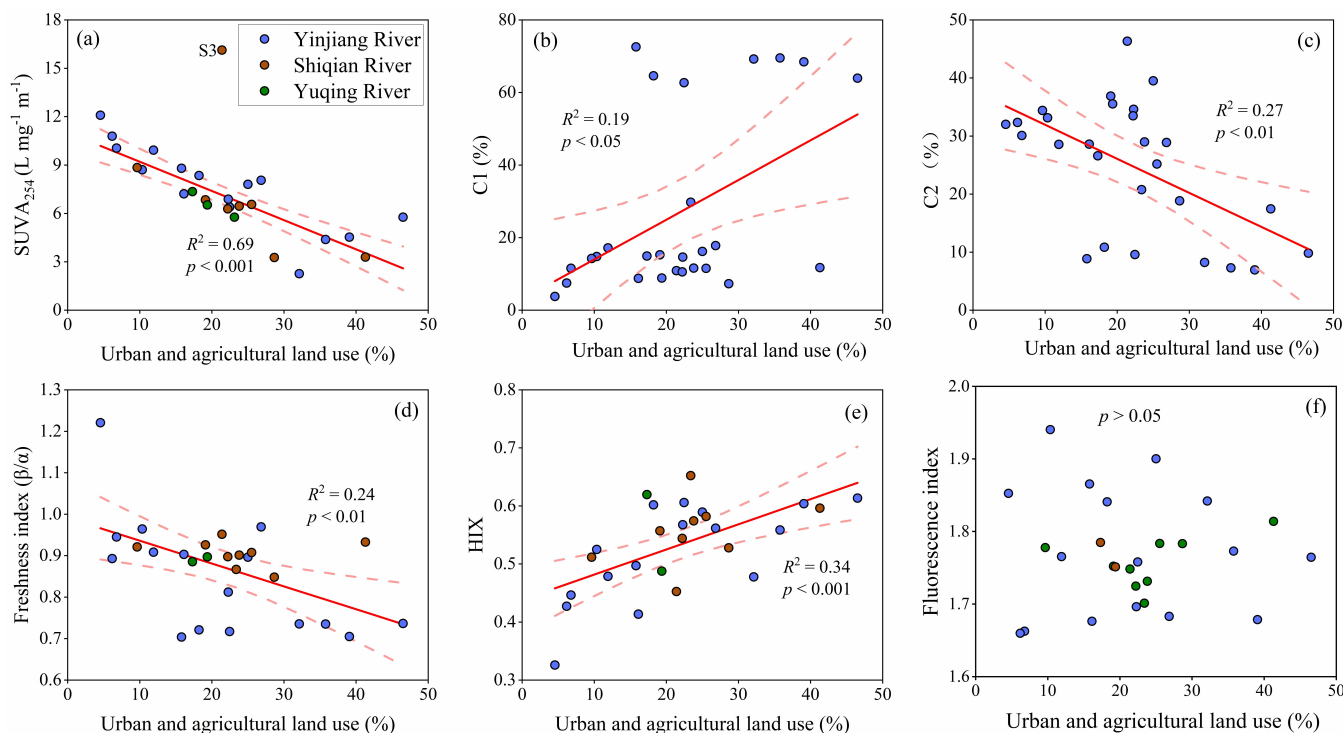 (a)
S3
Yinjiang River
Shiqian River
Yuqing River
R² = 0.69
p < 0.001
SUVA₂₅₄ (L mg⁻¹ m⁻¹)
0 3 6 9 12 15 18
0 10 20 30 40 50
Urban and agricultural land use (%)
(b)
R² = 0.19
p < 0.05
C1 (%)
0 20 40 60 80
0 10 20 30 40 50
Urban and agricultural land use (%)
(c)
R² = 0.27
p < 0.01
C2 (%)
0 10 20 30 40 50
0 10 20 30 40 50
Urban and agricultural land use (%)
(d)
R² = 0.24
p < 0.01
Freshness index (β/α)
0.6 0.7 0.8 0.9 1.0 1.1 1.2 1.3
0 10 20 30 40 50
Urban and agricultural land use (%)
(e)
R² = 0.34
p < 0.001
HIX
0.3 0.4 0.5 0.6 0.7 0.8
0 10 20 30 40 50
Urban and agricultural land use (%)
(f)
p > 0.05
Fluorescence index
1.6 1.7 1.8 1.9 2.0
0 10 20 30 40 50
Urban and agricultural land use (%)